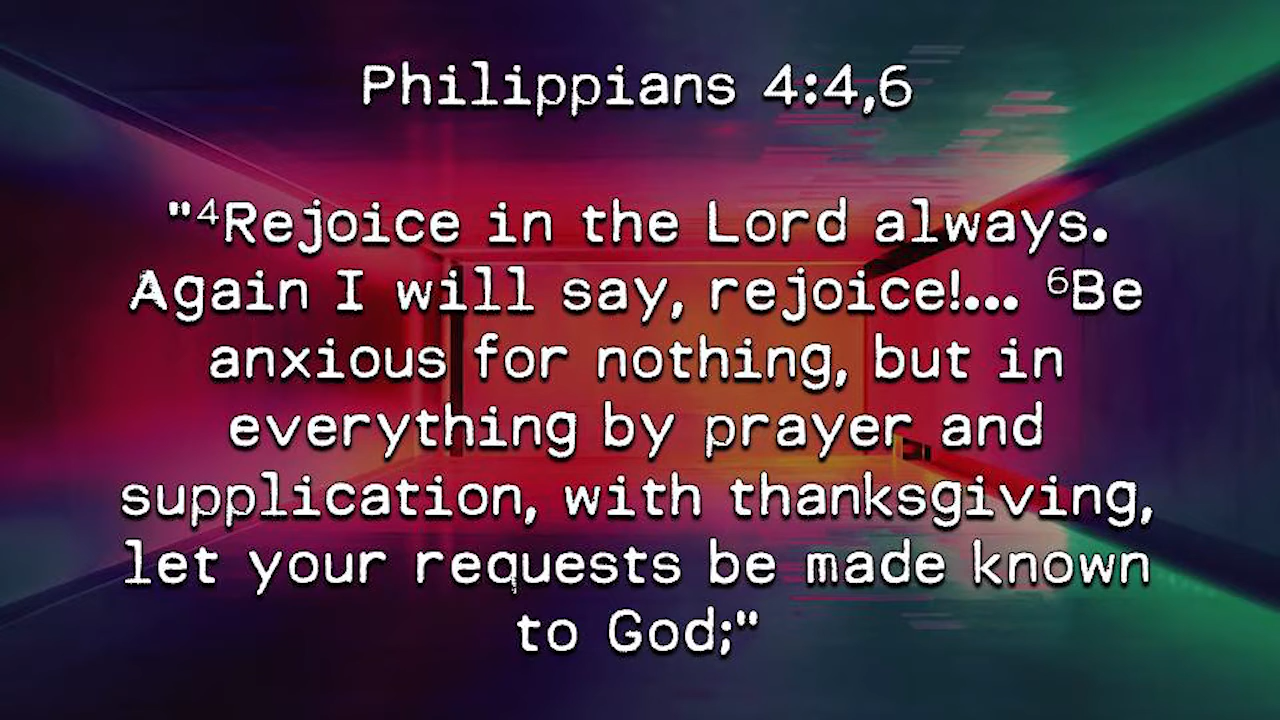 Philippians 4:4,6
"⁴Rejoice in the Lord always.
Again I will say, rejoice!... ⁶Be
anxious for nothing, but in
everything by prayer and
supplication, with thanksgiving,
let your requests be made known
to God;"